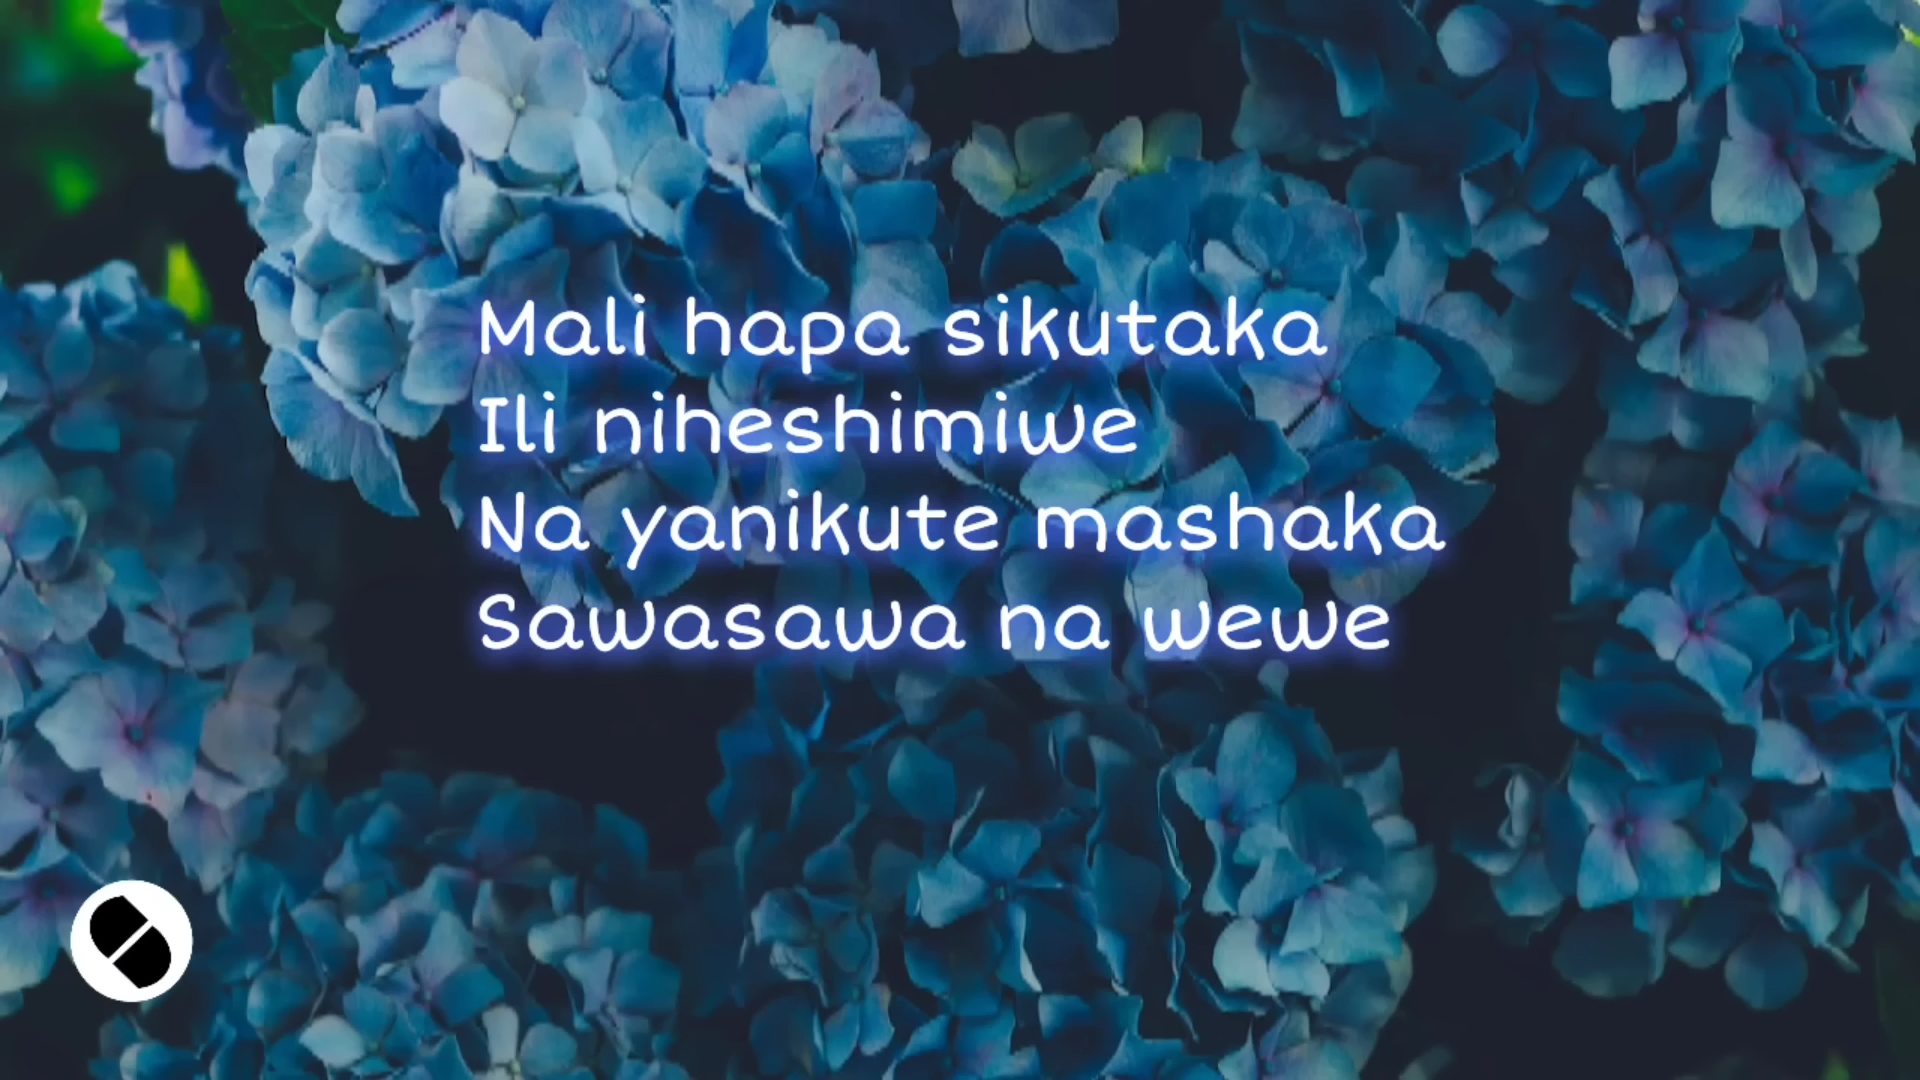 Mali hapa sikutaka
Ili niheshimiwe
Na yanikute mashaka
Sawasawa na wewe